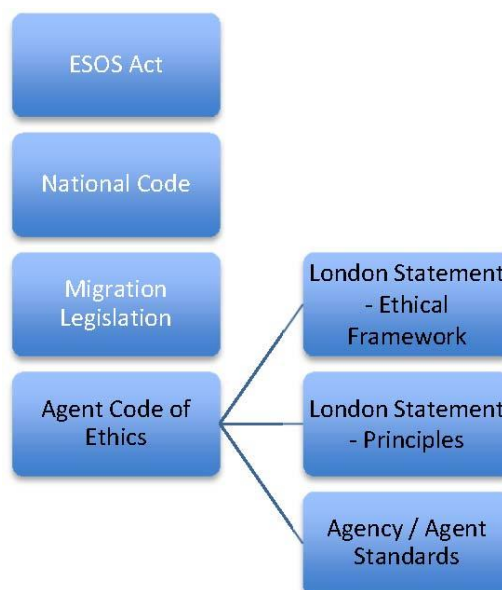 ESOS Act
National Code
Migration
Legislation
Agent Code of
Ethics
London Statement
- Ethical
Framework
London Statement
- Principles
Agency / Agent
Standards